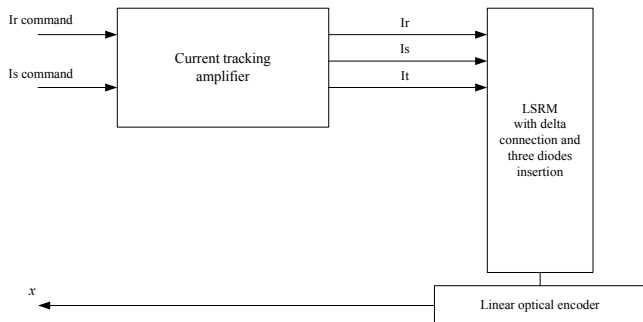 Ir command
Is command
Current tracking
amplifier
Ir
Is
It
LSRM
with delta
connection and
three diodes
insertion
x
Linear optical encoder